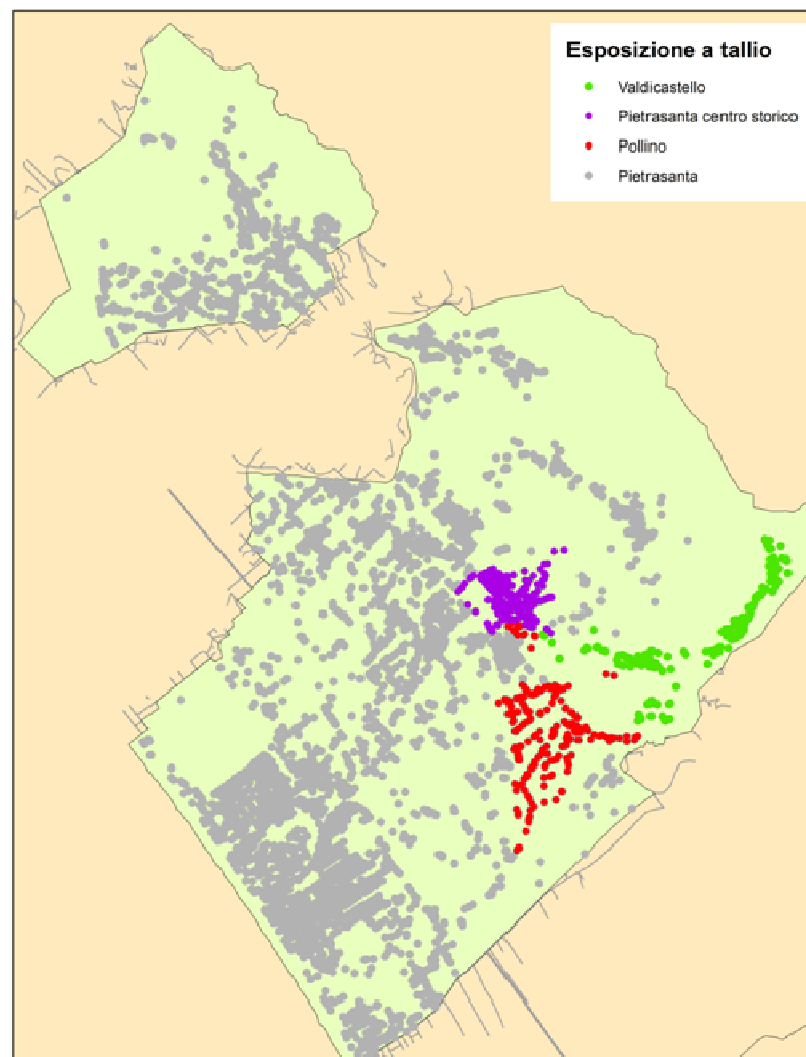 Esposizione a tallio
Valdicastello
Pietrasanta centro storico
Pollino
Pietrasanta